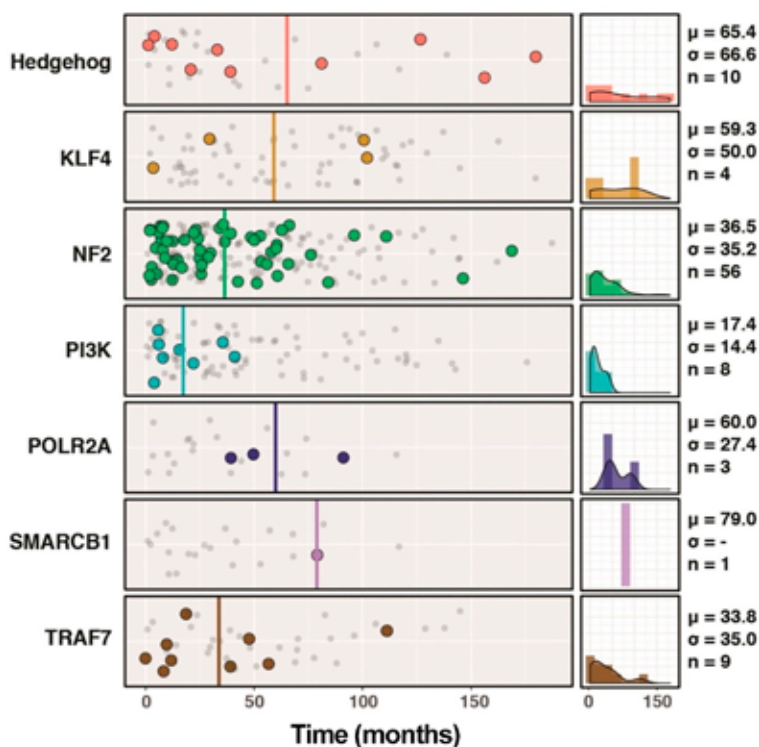 Hedgehog
μ = 65.4
σ = 66.6
n = 10
KLF4
μ = 59.3
σ = 50.0
n = 4
NF2
μ = 36.5
σ = 35.2
n = 56
PI3K
μ = 17.4
σ = 14.4
n = 8
POLR2A
μ = 60.0
σ = 27.4
n = 3
SMARCB1
μ = 79.0
σ = -
n = 1
TRAF7
μ = 33.8
σ = 35.0
n = 9
0 50 100 150 0 150
Time (months)